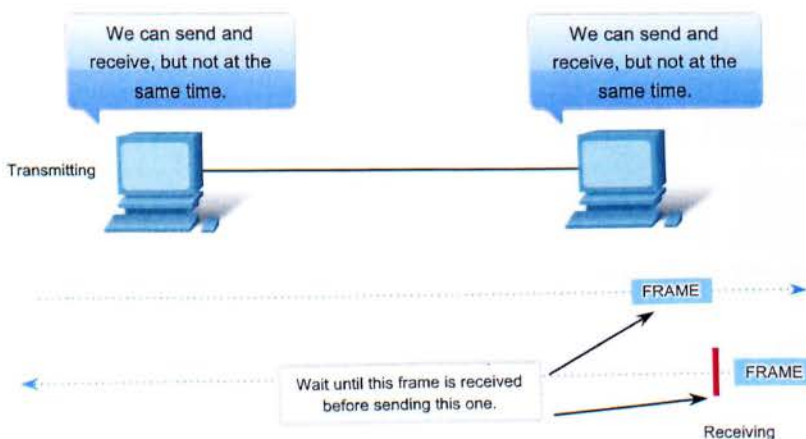 We can send and
receive, but not at the
same time.
We can send and
receive, but not at the
same time.
Transmitting
FRAME
FRAME
Wait until this frame is received
before sending this one.
Receiving